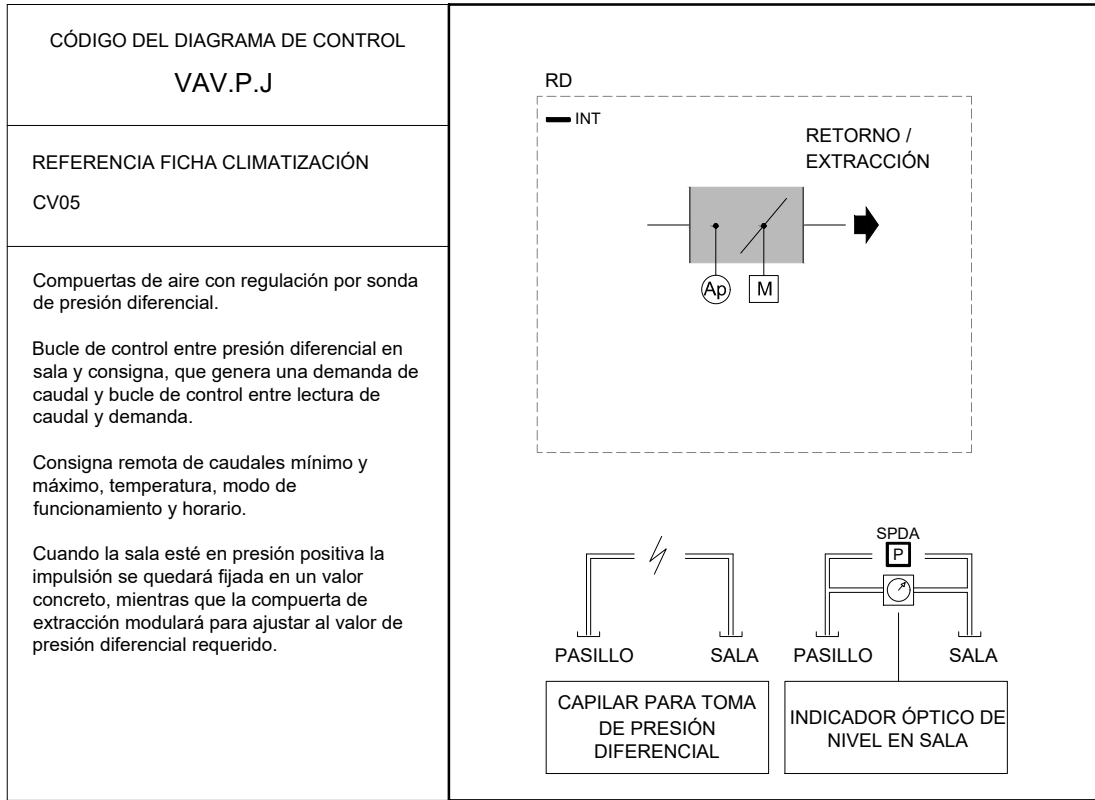 CÓDIGO DEL DIAGRAMA DE CONTROL
VAV.P.J
REFERENCIA FICHA CLIMATIZACIÓN
CV05
Compuertas de aire con regulación por sonda
de presión diferencial.
Bucle de control entre presión diferencial en
sala y consigna, que genera una demanda de
caudal y bucle de control entre lectura de
caudal y demanda.
Consigna remota de caudales mínimo y
máximo, temperatura, modo de
funcionamiento y horario.
Cuando la sala esté en presión positiva la
impulsión se quedará fijada en un valor
concreto, mientras que la compuerta de
extracción modulará para ajustar al valor de
presión diferencial requerido.
RD
INT
RETORNO /
EXTRACCIÓN
Ap
M
SPDA
P
PASILLO
SALA
PASILLO
SALA
CAPILAR PARA TOMA
DE PRESIÓN
DIFERENCIAL
INDICADOR ÓPTICO DE
NIVEL EN SALA